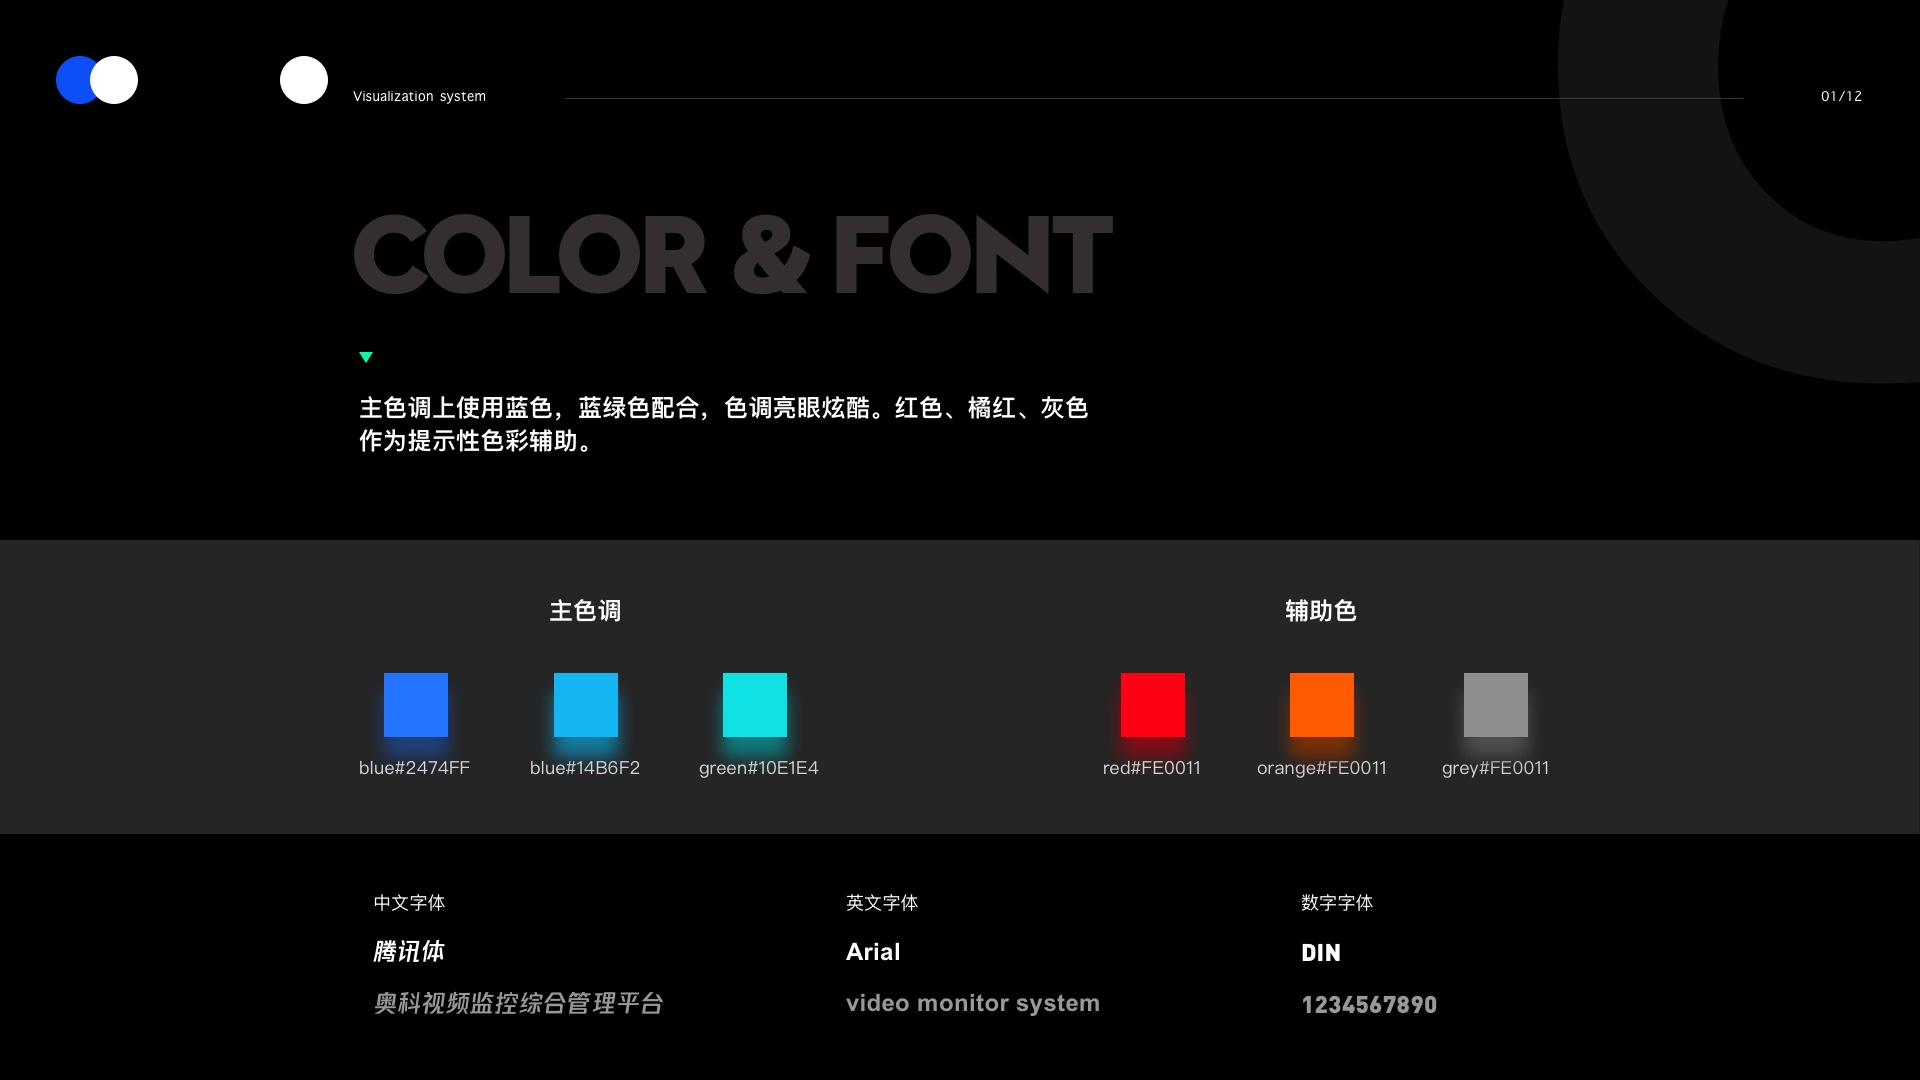 Visualization system
01/12
COLOR & FONT
主色调上使用蓝色，蓝绿色配合，色调亮眼炫酷。红色、橘红、灰色
作为提示性色彩辅助。
主色调
辅助色
blue#2474FF
blue#14B6F2
green#10E1E4
red#FE0011
orange#FE0011
grey#FE0011
中文字体
英文字体
数字字体
腾讯体
Arial
DIN
奥科视频监控综合管理平台
video monitor system
1234567890